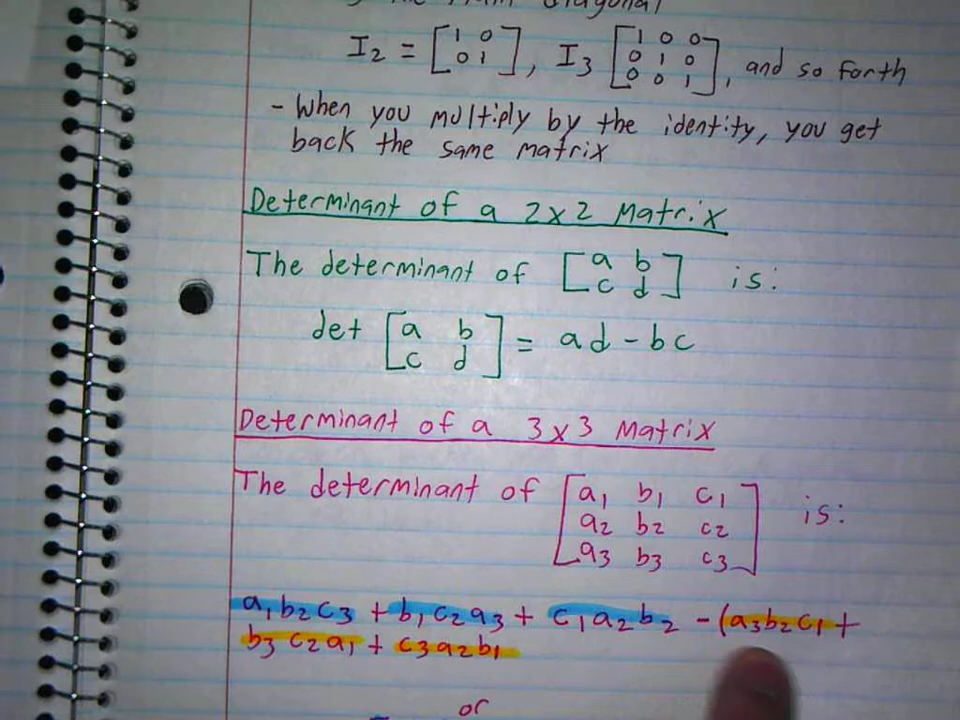 the main diagonal
I2 = [1 0 0 1], I3 [1 0 0 0 1 0 0 0 1], and so forth
- When you multiply by the identity, you get
back the same matrix
Determinant of a 2x2 Matrix
The determinant of [a b c d] is:
det [a b c d] = ad - bc
Determinant of a 3x3 Matrix
The determinant of [a1 b1 c1 a2 b2 c2 a3 b3 c3] is:
a1b2c3 + b1c2a3 + c1a2b2 - (a3b2c1 +
b3c2a1 + c3a2b1
or